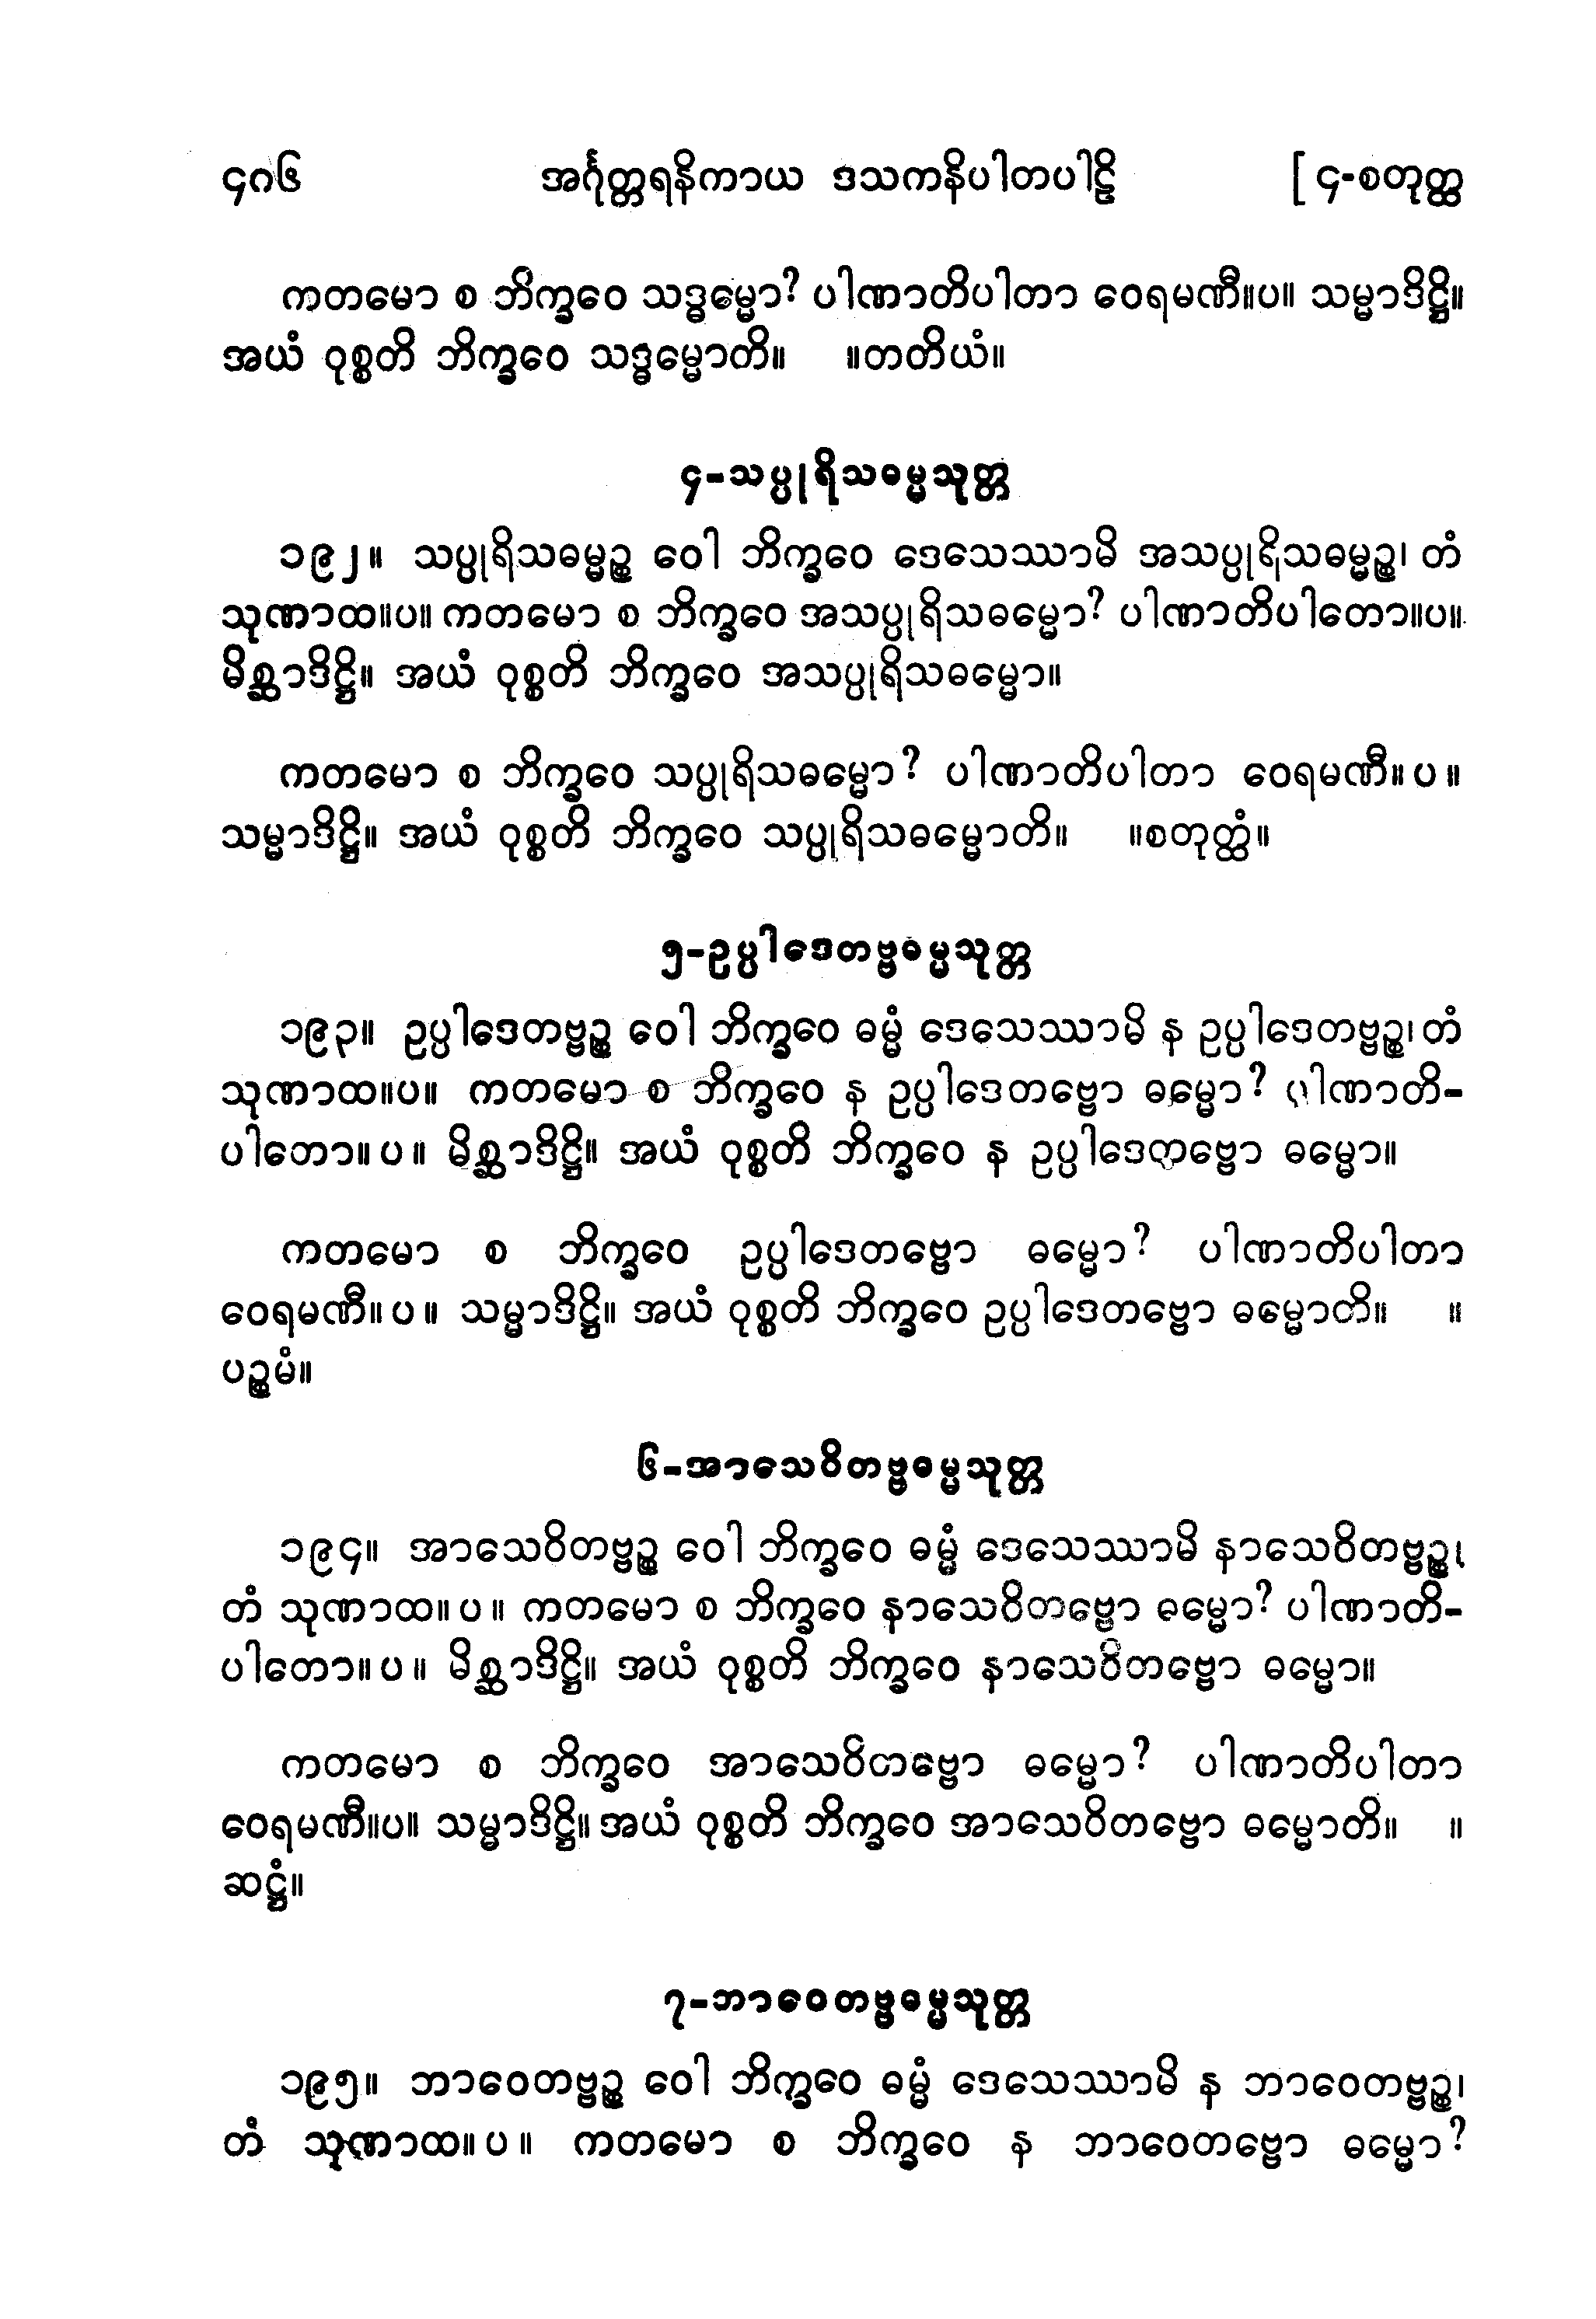 ၄၈၆ အင်္ဂုတ္တရနိကာယ ဒသကနိပါတပါဠိ [ ၄-စတုတ္ထ
ကတမော စ ဘိက္ခဝေ သဒ္ဓမ္မော? ပါဏာတိပါတာ ဝေရမဏီ။ပ။ သမ္မာဒိဋ္ဌိ။
အယံ ဝုစ္စတိ ဘိက္ခဝေ သဒ္ဓမ္မောတိ။ ။တတိယံ။
၄-သပ္ပုရိသဓမ္မသုတ္တ
၁၉၂။ သပ္ပုရိသဓမ္မဉ္စ ဝေါ ဘိက္ခဝေ ဒေသေဿာမိ အသပ္ပုရိသဓမ္မဉ္စ၊ တံ
သုဏာထ။ပ။ ကတမော စ ဘိက္ခဝေ အသပ္ပုရိသဓမ္မော? ပါဏာတိပါတော။ပ။
မိစ္ဆာဒိဋ္ဌိ။ အယံ ဝုစ္စတိ ဘိက္ခဝေ အသပ္ပုရိသဓမ္မော။
ကတမော စ ဘိက္ခဝေ သပ္ပုရိသဓမ္မော? ပါဏာတိပါတာ ဝေရမဏီ။ ပ ။
သမ္မာဒိဋ္ဌိ။ အယံ ဝုစ္စတိ ဘိက္ခဝေ သပ္ပုရိသဓမ္မောတိ။ ။စတုတ္ထံ။
၅-ဥပ္ပါဒေတဗ္ဗဓမ္မသုတ္တ
၁၉၃။ ဥပ္ပါဒေတဗ္ဗဉ္စ ဝေါ ဘိက္ခဝေ ဓမ္မံ ဒေသေဿာမိ န ဥပ္ပါဒေတဗ္ဗဉ္စ၊ တံ
သုဏာထ။ပ။ ကတမော စ ဘိက္ခဝေ န ဥပ္ပါဒေတဗ္ဗော ဓမ္မော? ပါဏာတိ-
ပါတော။ ပ ။ မိစ္ဆာဒိဋ္ဌိ။ အယံ ဝုစ္စတိ ဘိက္ခဝေ န ဥပ္ပါဒေတဗ္ဗော ဓမ္မော။
ကတမော စ ဘိက္ခဝေ ဥပ္ပါဒေတဗ္ဗော ဓမ္မော? ပါဏာတိပါတာ
ဝေရမဏီ။ ပ ။ သမ္မာဒိဋ္ဌိ။ အယံ ဝုစ္စတိ ဘိက္ခဝေ ဥပ္ပါဒေတဗ္ဗော ဓမ္မောတိ။ ။
ပဉ္စမံ။
၆-အာသေဝိတဗ္ဗဓမ္မသုတ္တ
၁၉၄။ အာသေဝိတဗ္ဗဉ္စ ဝေါ ဘိက္ခဝေ ဓမ္မံ ဒေသေဿာမိ နာသေဝိတဗ္ဗဉ္စ၊
တံ သုဏာထ။ ပ ။ ကတမော စ ဘိက္ခဝေ နာသေဝိတဗ္ဗော ဓမ္မော? ပါဏာတိ-
ပါတော။ ပ ။ မိစ္ဆာဒိဋ္ဌိ။ အယံ ဝုစ္စတိ ဘိက္ခဝေ နာသေဝိတဗ္ဗော ဓမ္မော။
ကတမော စ ဘိက္ခဝေ အာသေဝိတဗ္ဗော ဓမ္မော? ပါဏာတိပါတာ
ဝေရမဏီ။ပ။ သမ္မာဒိဋ္ဌိ။ အယံ ဝုစ္စတိ ဘိက္ခဝေ အာသေဝိတဗ္ဗော ဓမ္မောတိ။ ။
ဆဋ္ဌံ။
၇-ဘာဝေတဗ္ဗဓမ္မသုတ္တ
၁၉၅။ ဘာဝေတဗ္ဗဉ္စ ဝေါ ဘိက္ခဝေ ဓမ္မံ ဒေသေဿာမိ န ဘာဝေတဗ္ဗဉ္စ၊
တံ သုဏာထ။ ပ ။ ကတမော စ ဘိက္ခဝေ န ဘာဝေတဗ္ဗော ဓမ္မော?